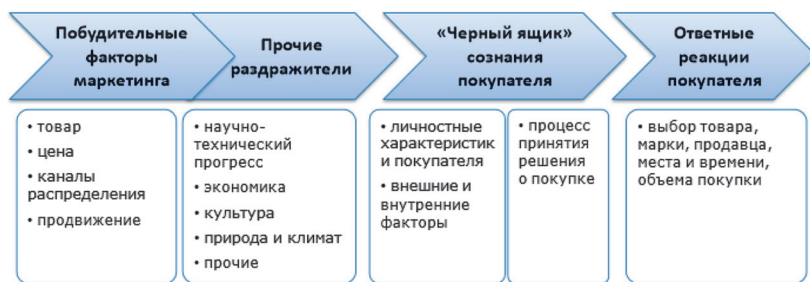 Побудительные
факторы
маркетинга
Прочие
раздражители
«Черный ящик»
сознания
покупателя
Ответные
реакции
покупателя
• товар
• цена
• каналы
распределения
• продвижение
• научно-
технический
прогресс
• экономика
• культура
• природа и климат
• прочие
• личностные
характеристик
и покупателя
• внешние и
внутренние
факторы
• процесс
принятия
решения
о покупке
• выбор товара,
марки, продавца,
места и времени,
объема покупки